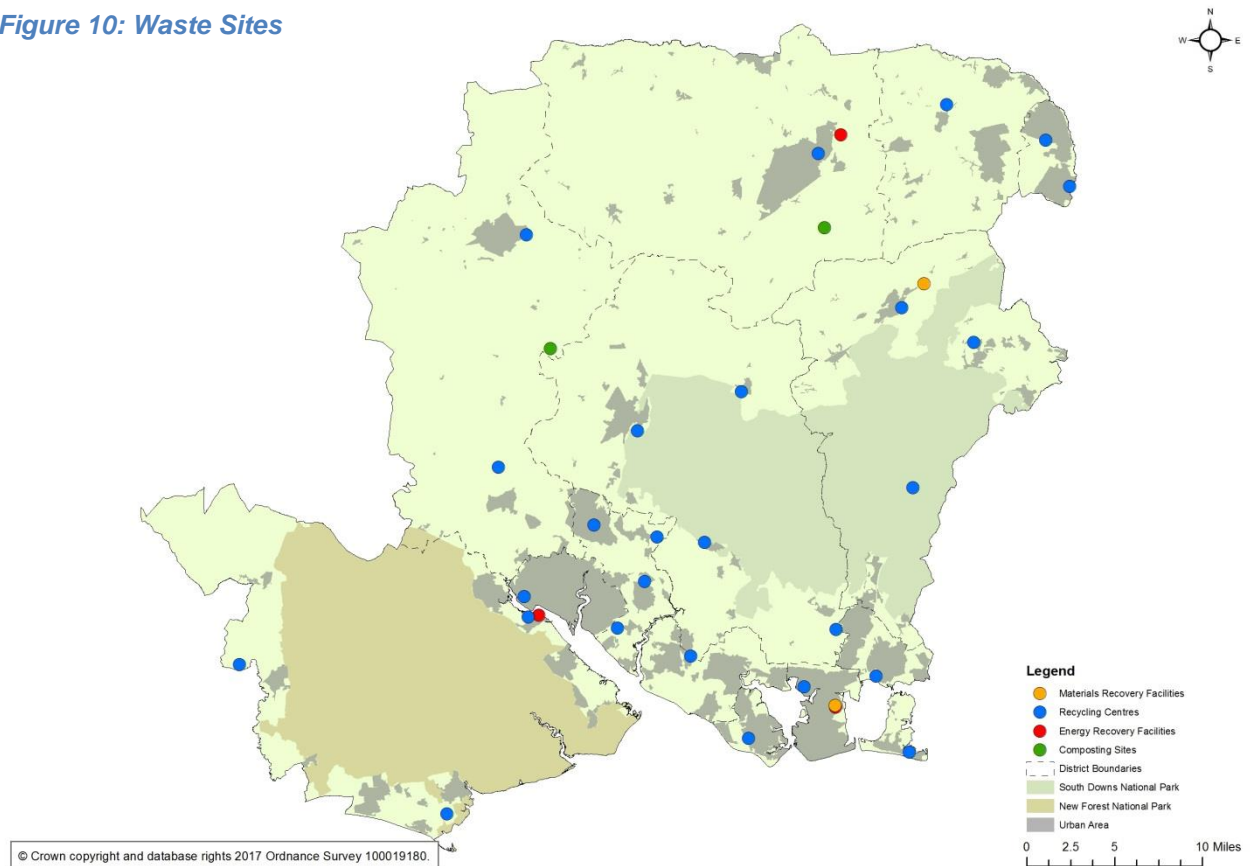 Figure 10: Waste Sites
N
W E
S
Legend
Materials Recovery Facilities
Recycling Centres
Energy Recovery Facilities
Composting Sites
District Boundaries
South Downs National Park
New Forest National Park
Urban Area
0 2.5 5 10 Miles
© Crown copyright and database rights 2017 Ordnance Survey 100019180.